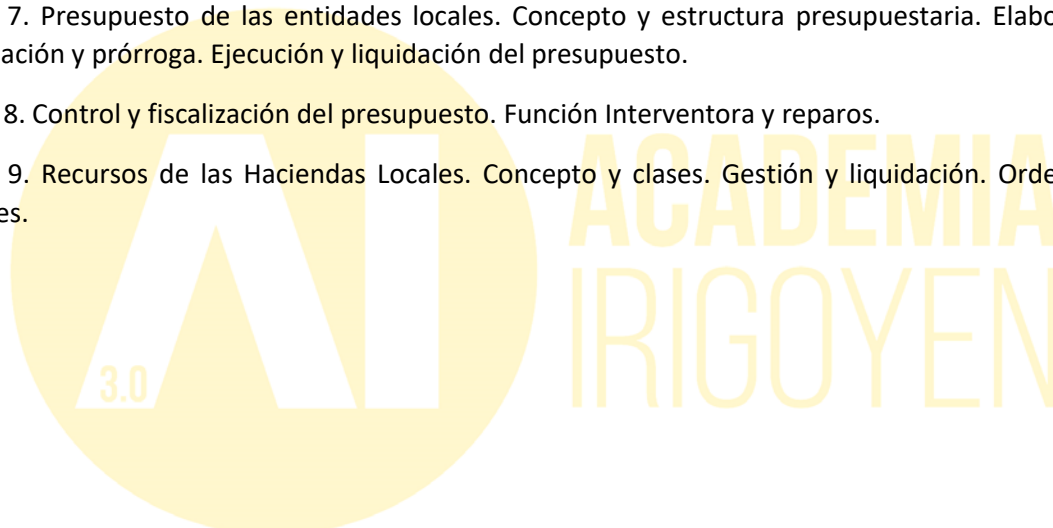 7. Presupuesto de las entidades locales. Concepto y estructura presupuestaria. Elabo
ación y prórroga. Ejecución y liquidación del presupuesto.
8. Control y fiscalización del presupuesto. Función Interventora y reparos.
9. Recursos de las Haciendas Locales. Concepto y clases. Gestión y liquidación. Orde
es.
ACADEMIA
IRIGOYEN
3.0